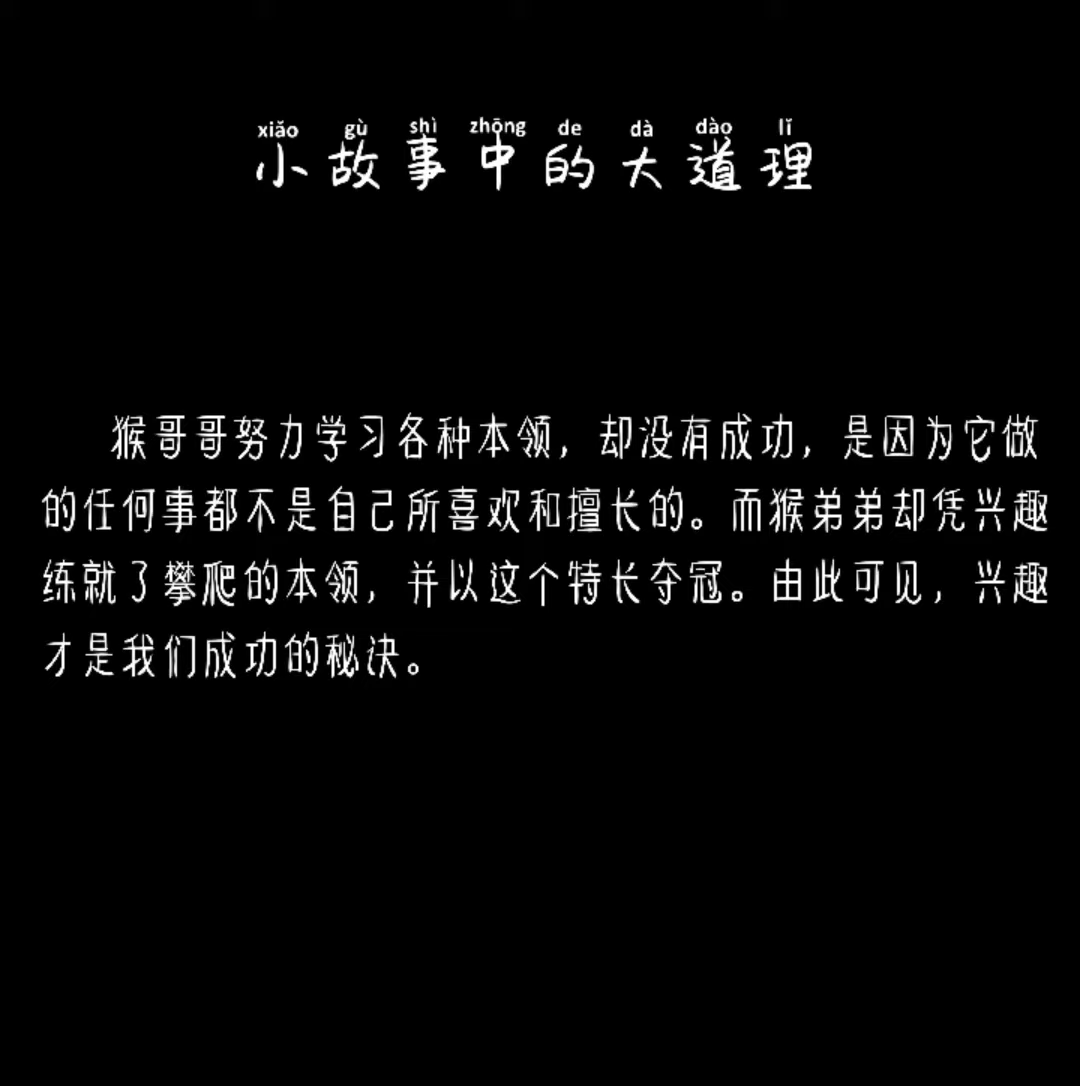 xiǎo gù shì zhōng de dà dào lǐ
小故事中的大道理
猴哥哥努力学习各种本领，却没有成功，是因为它做
的任何事都不是自己所喜欢和擅长的。而猴弟弟却凭兴趣
练就了攀爬的本领，并以这个特长夺冠。由此可见，兴趣
才是我们成功的秘决。